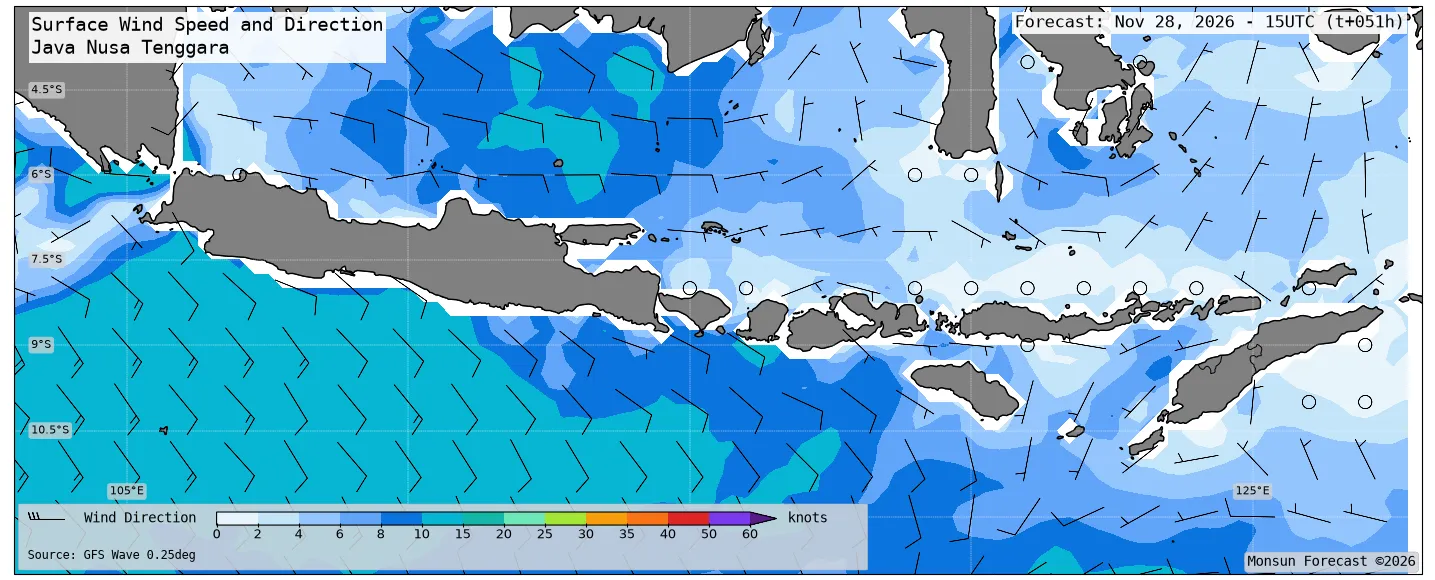 Surface Wind Speed and Direction
Java Nusa Tenggara
Forecast: Nov 28, 2026 - 15UTC (t+051h)
4.5°S
6°S
7.5°S
9°S
10.5°S
105°E
125°E
Wind Direction
0 2 4 6 8 10 15 20 25 30 40 50 60
knots
Source: GFS Wave 0.25deg
Monsun Forecast ©2026